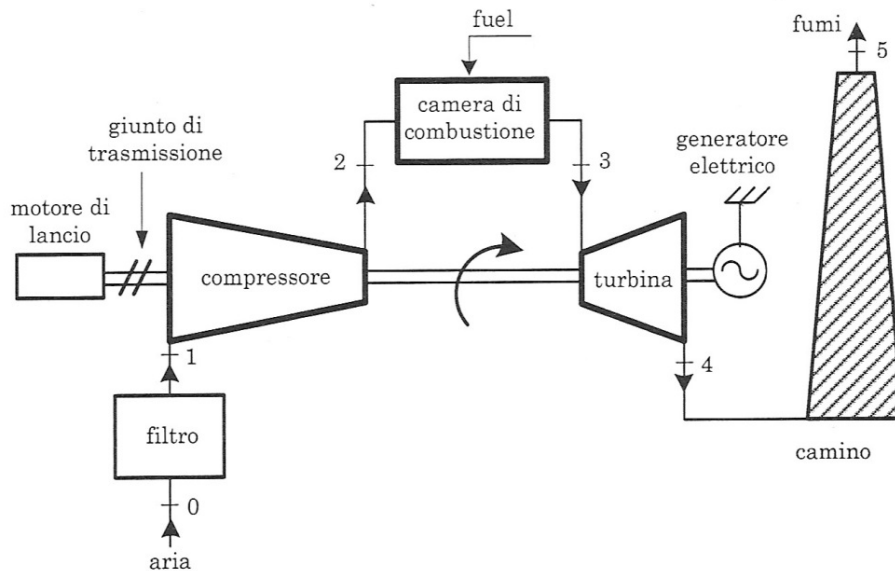 fuel
fumi
5
camera di
combustione
giunto di
trasmissione
2
3
generatore
elettrico
motore di
lancio
compressore
turbina
1
4
filtro
camino
0
aria